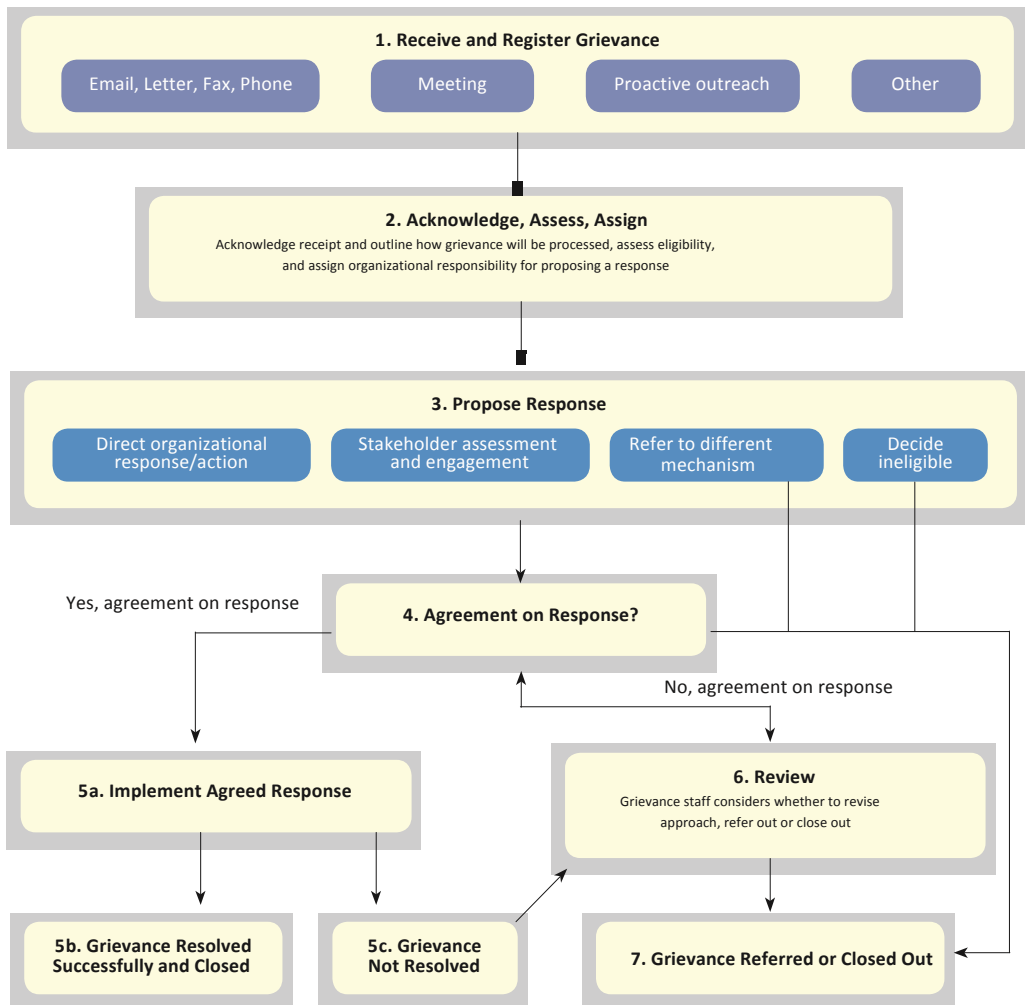 1. Receive and Register Grievance
Email, Letter, Fax, Phone
Meeting
Proactive outreach
Other
2. Acknowledge, Assess, Assign
Acknowledge receipt and outline how grievance will be processed, assess eligibility,
and assign organizational responsibility for proposing a response
3. Propose Response
Direct organizational
response/action
Stakeholder assessment
and engagement
Refer to different
mechanism
Decide
ineligible
Yes, agreement on response
4. Agreement on Response?
No, agreement on response
5a. Implement Agreed Response
6. Review
Grievance staff considers whether to revise
approach, refer out or close out
5b. Grievance Resolved
Successfully and Closed
5c. Grievance
Not Resolved
7. Grievance Referred or Closed Out